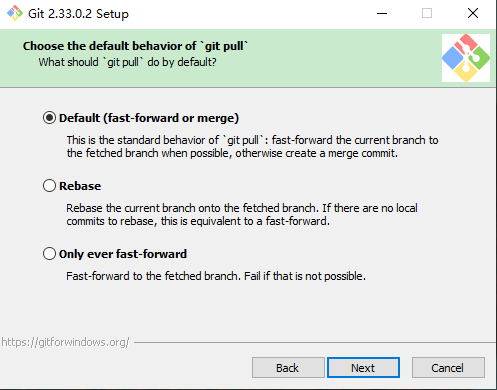 Git 2.33.0.2 Setup
Choose the default behavior of `git pull`
What should `git pull` do by default?
Default (fast-forward or merge)
This is the standard behavior of `git pull`: fast-forward the current branch to
the fetched branch when possible, otherwise create a merge commit.
Rebase
Rebase the current branch onto the fetched branch. If there are no local
commits to rebase, this is equivalent to a fast-forward.
Only ever fast-forward
Fast-forward to the fetched branch. Fail if that is not possible.
https://gitforwindows.org/
Back
Next
Cancel